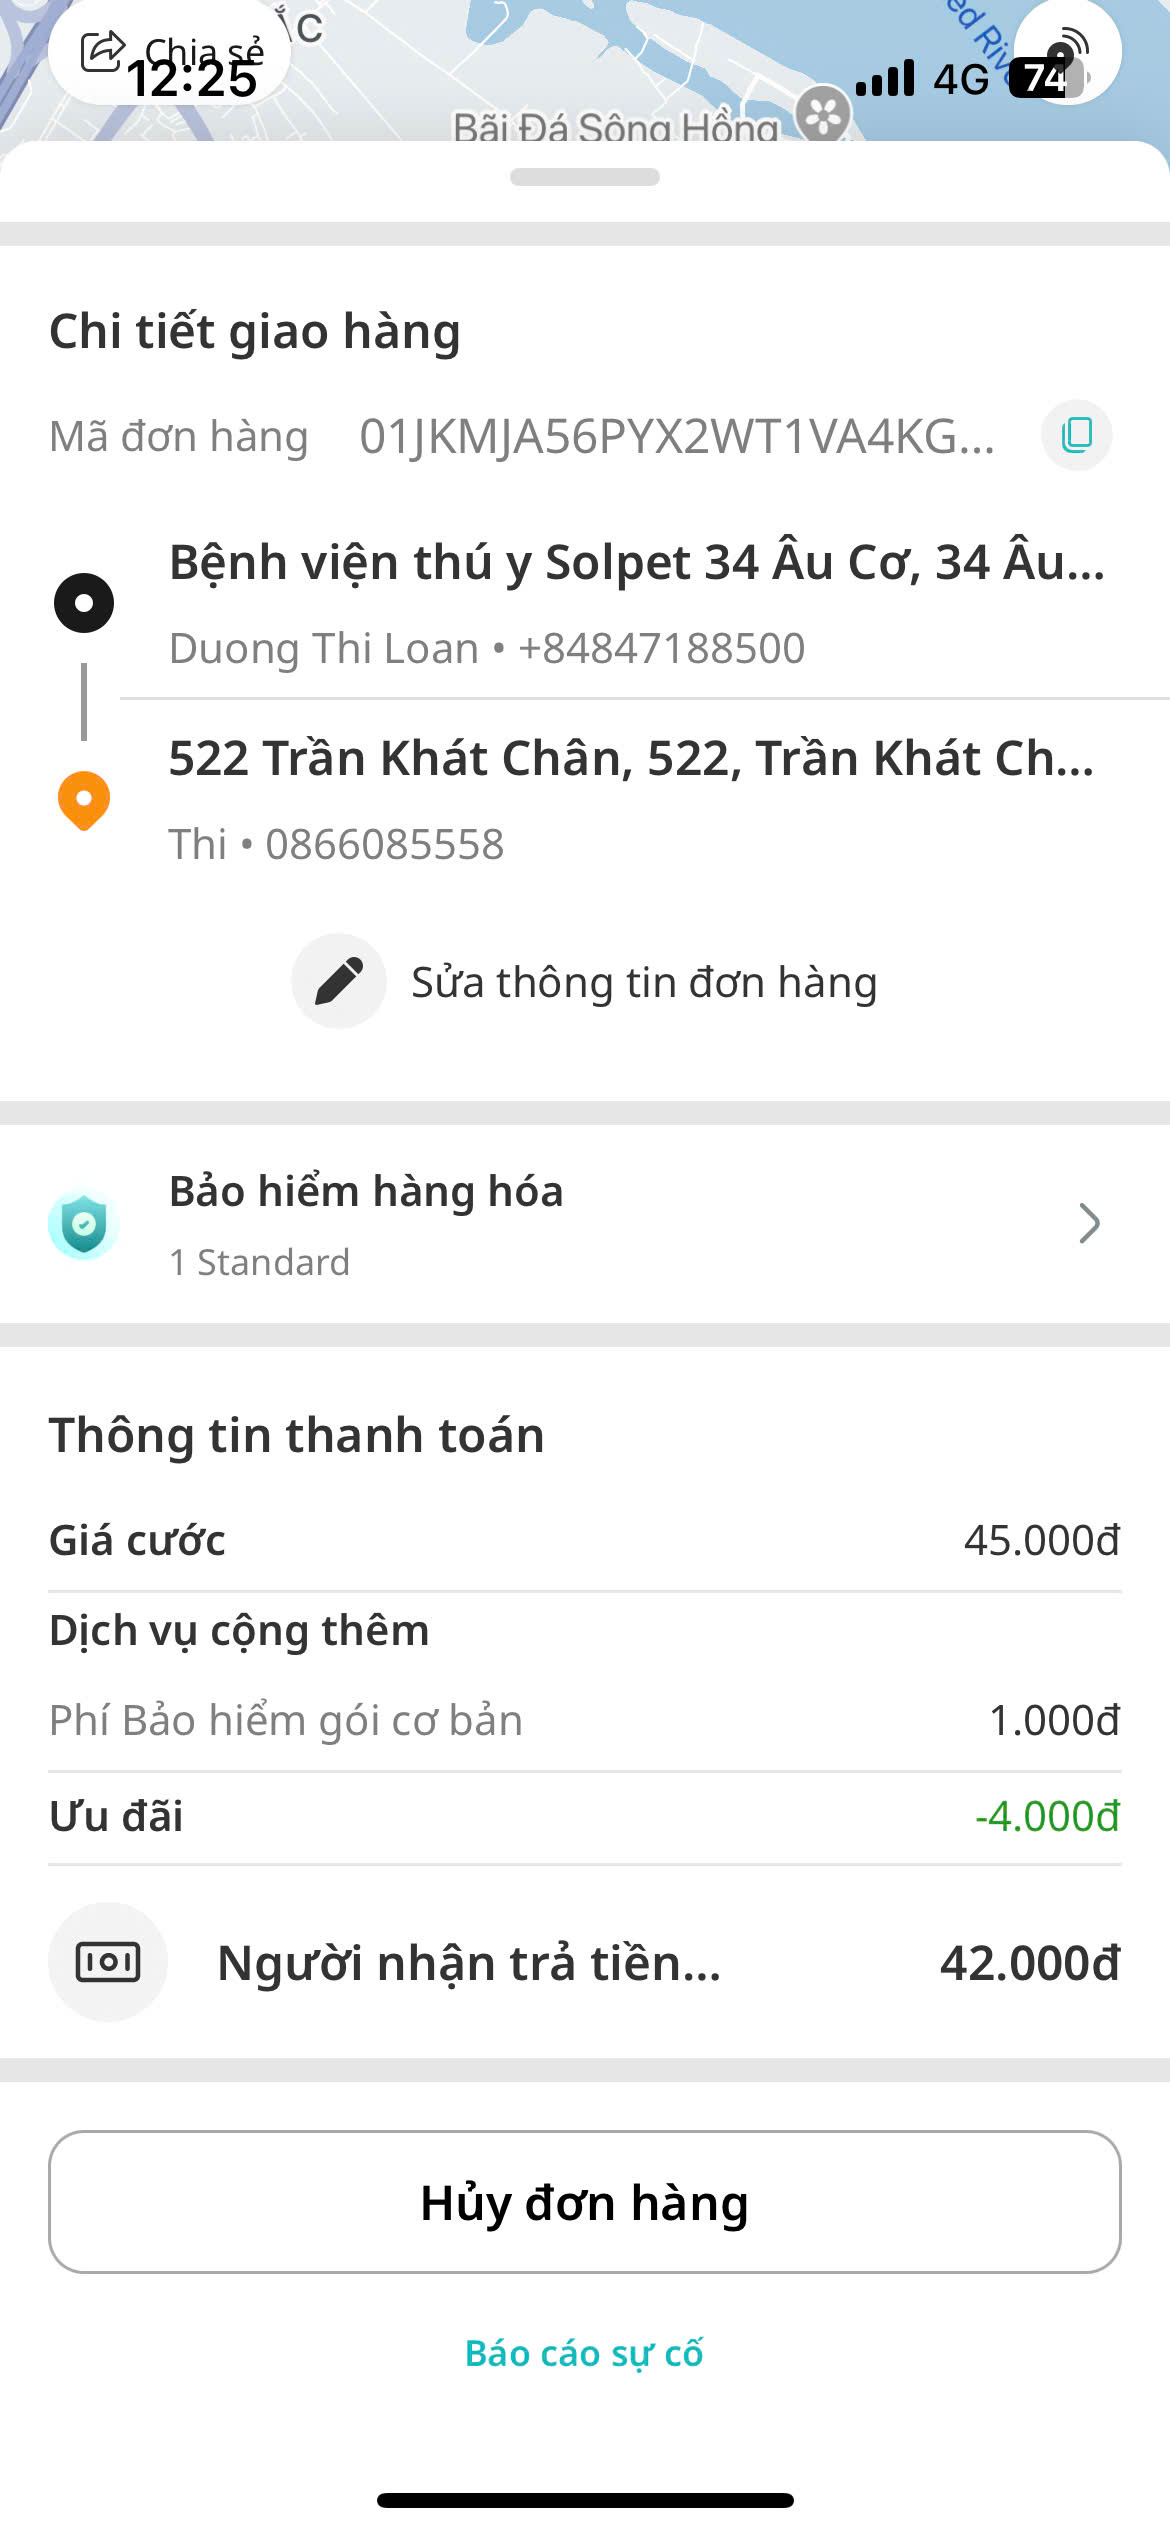 ẮC
Chia sẻ
12:25
4G
74
Red Rive
Bãi Đá Sông Hồng
Chi tiết giao hàng
Mã đơn hàng 01JKMJA56PYX2WT1VA4KG...
Bệnh viện thú y Solpet 34 Âu Cơ, 34 Âu...
Duong Thi Loan • +84847188500
522 Trần Khát Chân, 522, Trần Khát Ch...
Thi • 0866085558
Sửa thông tin đơn hàng
Bảo hiểm hàng hóa
1 Standard
Thông tin thanh toán
Giá cước 45.000đ
Dịch vụ cộng thêm
Phí Bảo hiểm gói cơ bản 1.000đ
Ưu đãi -4.000đ
Người nhận trả tiền... 42.000đ
Hủy đơn hàng
Báo cáo sự cố